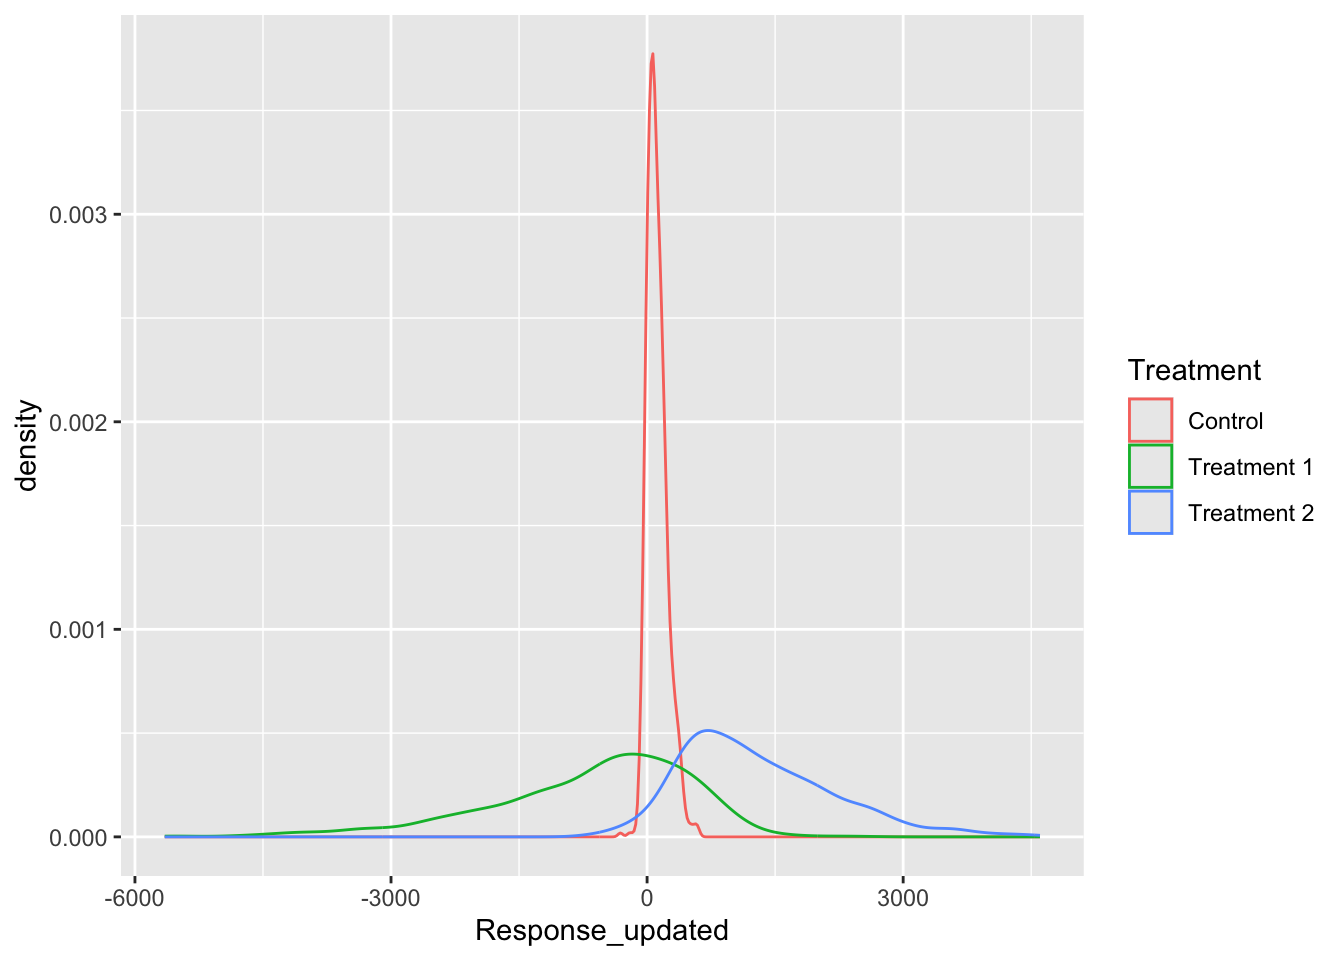 density
0.003
0.002
0.001
0.000
-6000
-3000
0
3000
Response_updated
Treatment
Control
Treatment 1
Treatment 2